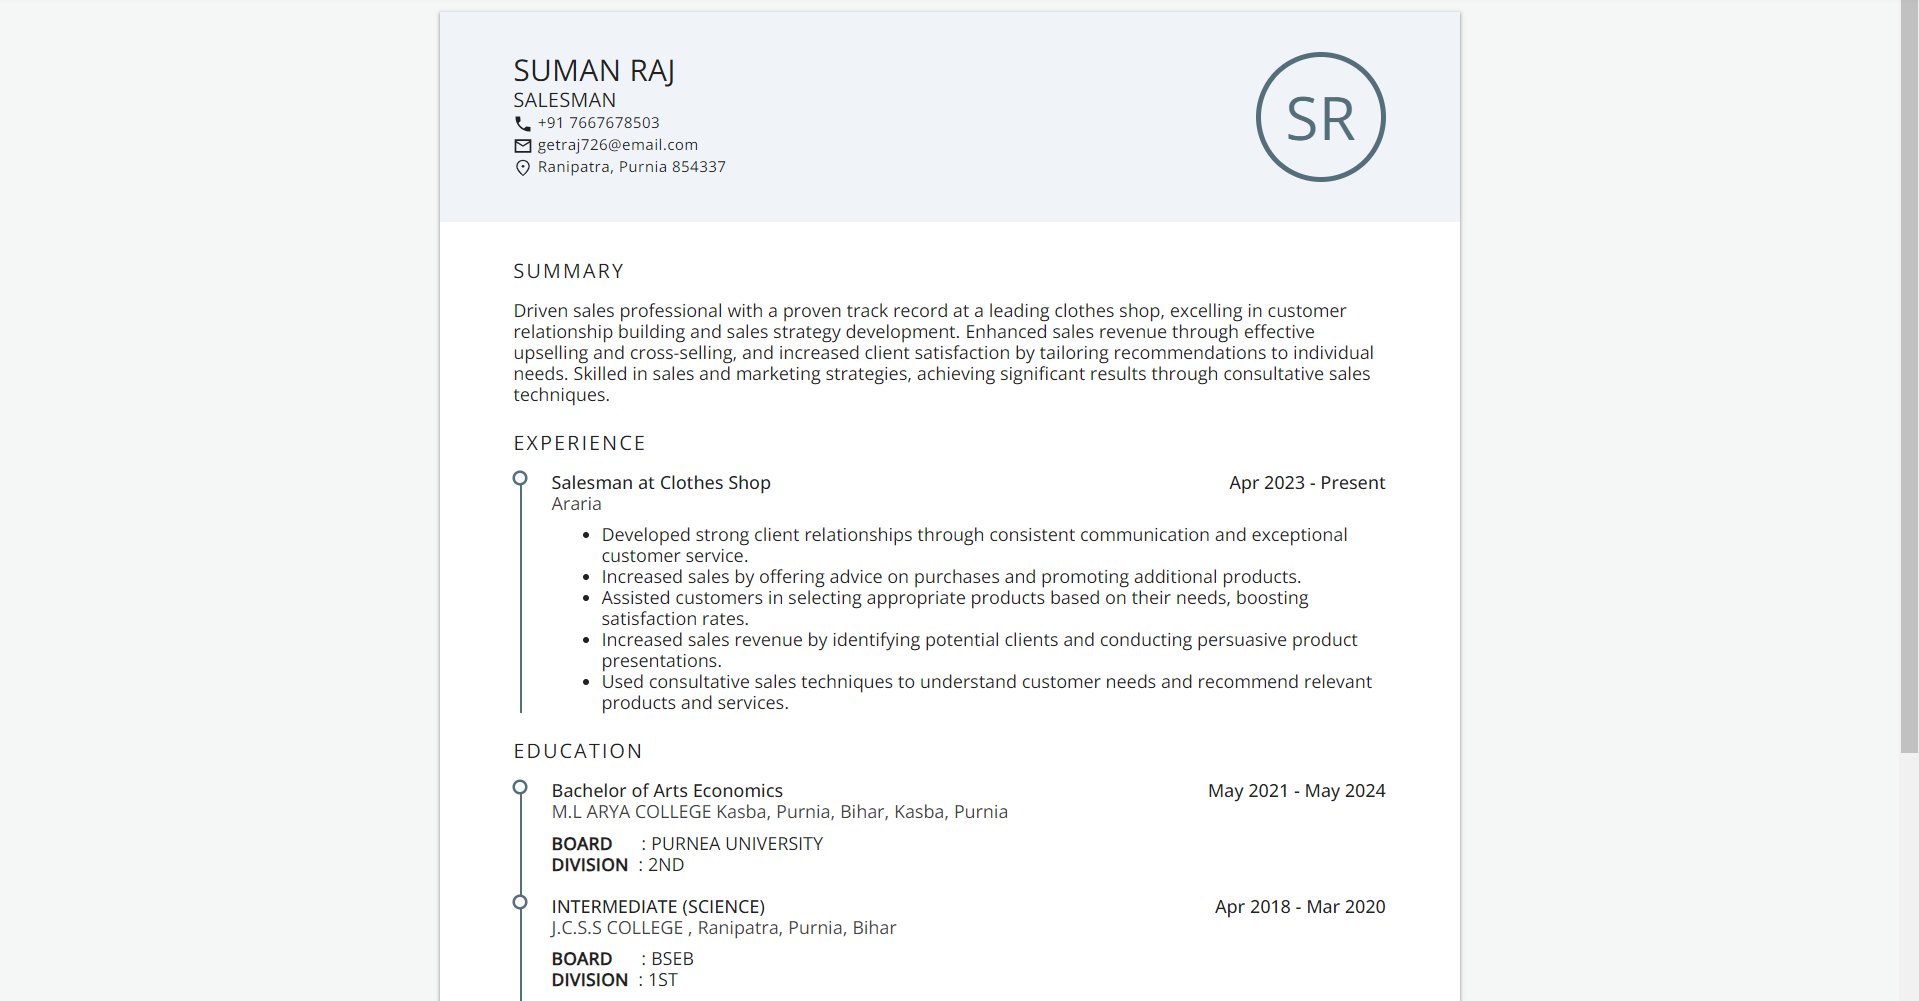 SUMAN RAJ
SALESMAN
+91 7667678503
getraj726@email.com
Ranipatra, Purnia 854337
SR
SUMMARY
Driven sales professional with a proven track record at a leading clothes shop, excelling in customer
relationship building and sales strategy development. Enhanced sales revenue through effective
upselling and cross-selling, and increased client satisfaction by tailoring recommendations to individual
needs. Skilled in sales and marketing strategies, achieving significant results through consultative sales
techniques.
EXPERIENCE
Salesman at Clothes Shop Apr 2023 - Present
Araria
• Developed strong client relationships through consistent communication and exceptional
customer service.
• Increased sales by offering advice on purchases and promoting additional products.
• Assisted customers in selecting appropriate products based on their needs, boosting
satisfaction rates.
• Increased sales revenue by identifying potential clients and conducting persuasive product
presentations.
• Used consultative sales techniques to understand customer needs and recommend relevant
products and services.
EDUCATION
Bachelor of Arts Economics May 2021 - May 2024
M.L ARYA COLLEGE Kasba, Purnia, Bihar, Kasba, Purnia
BOARD : PURNEA UNIVERSITY
DIVISION : 2ND
INTERMEDIATE (SCIENCE) Apr 2018 - Mar 2020
J.C.S.S COLLEGE , Ranipatra, Purnia, Bihar
BOARD : BSEB
DIVISION : 1ST